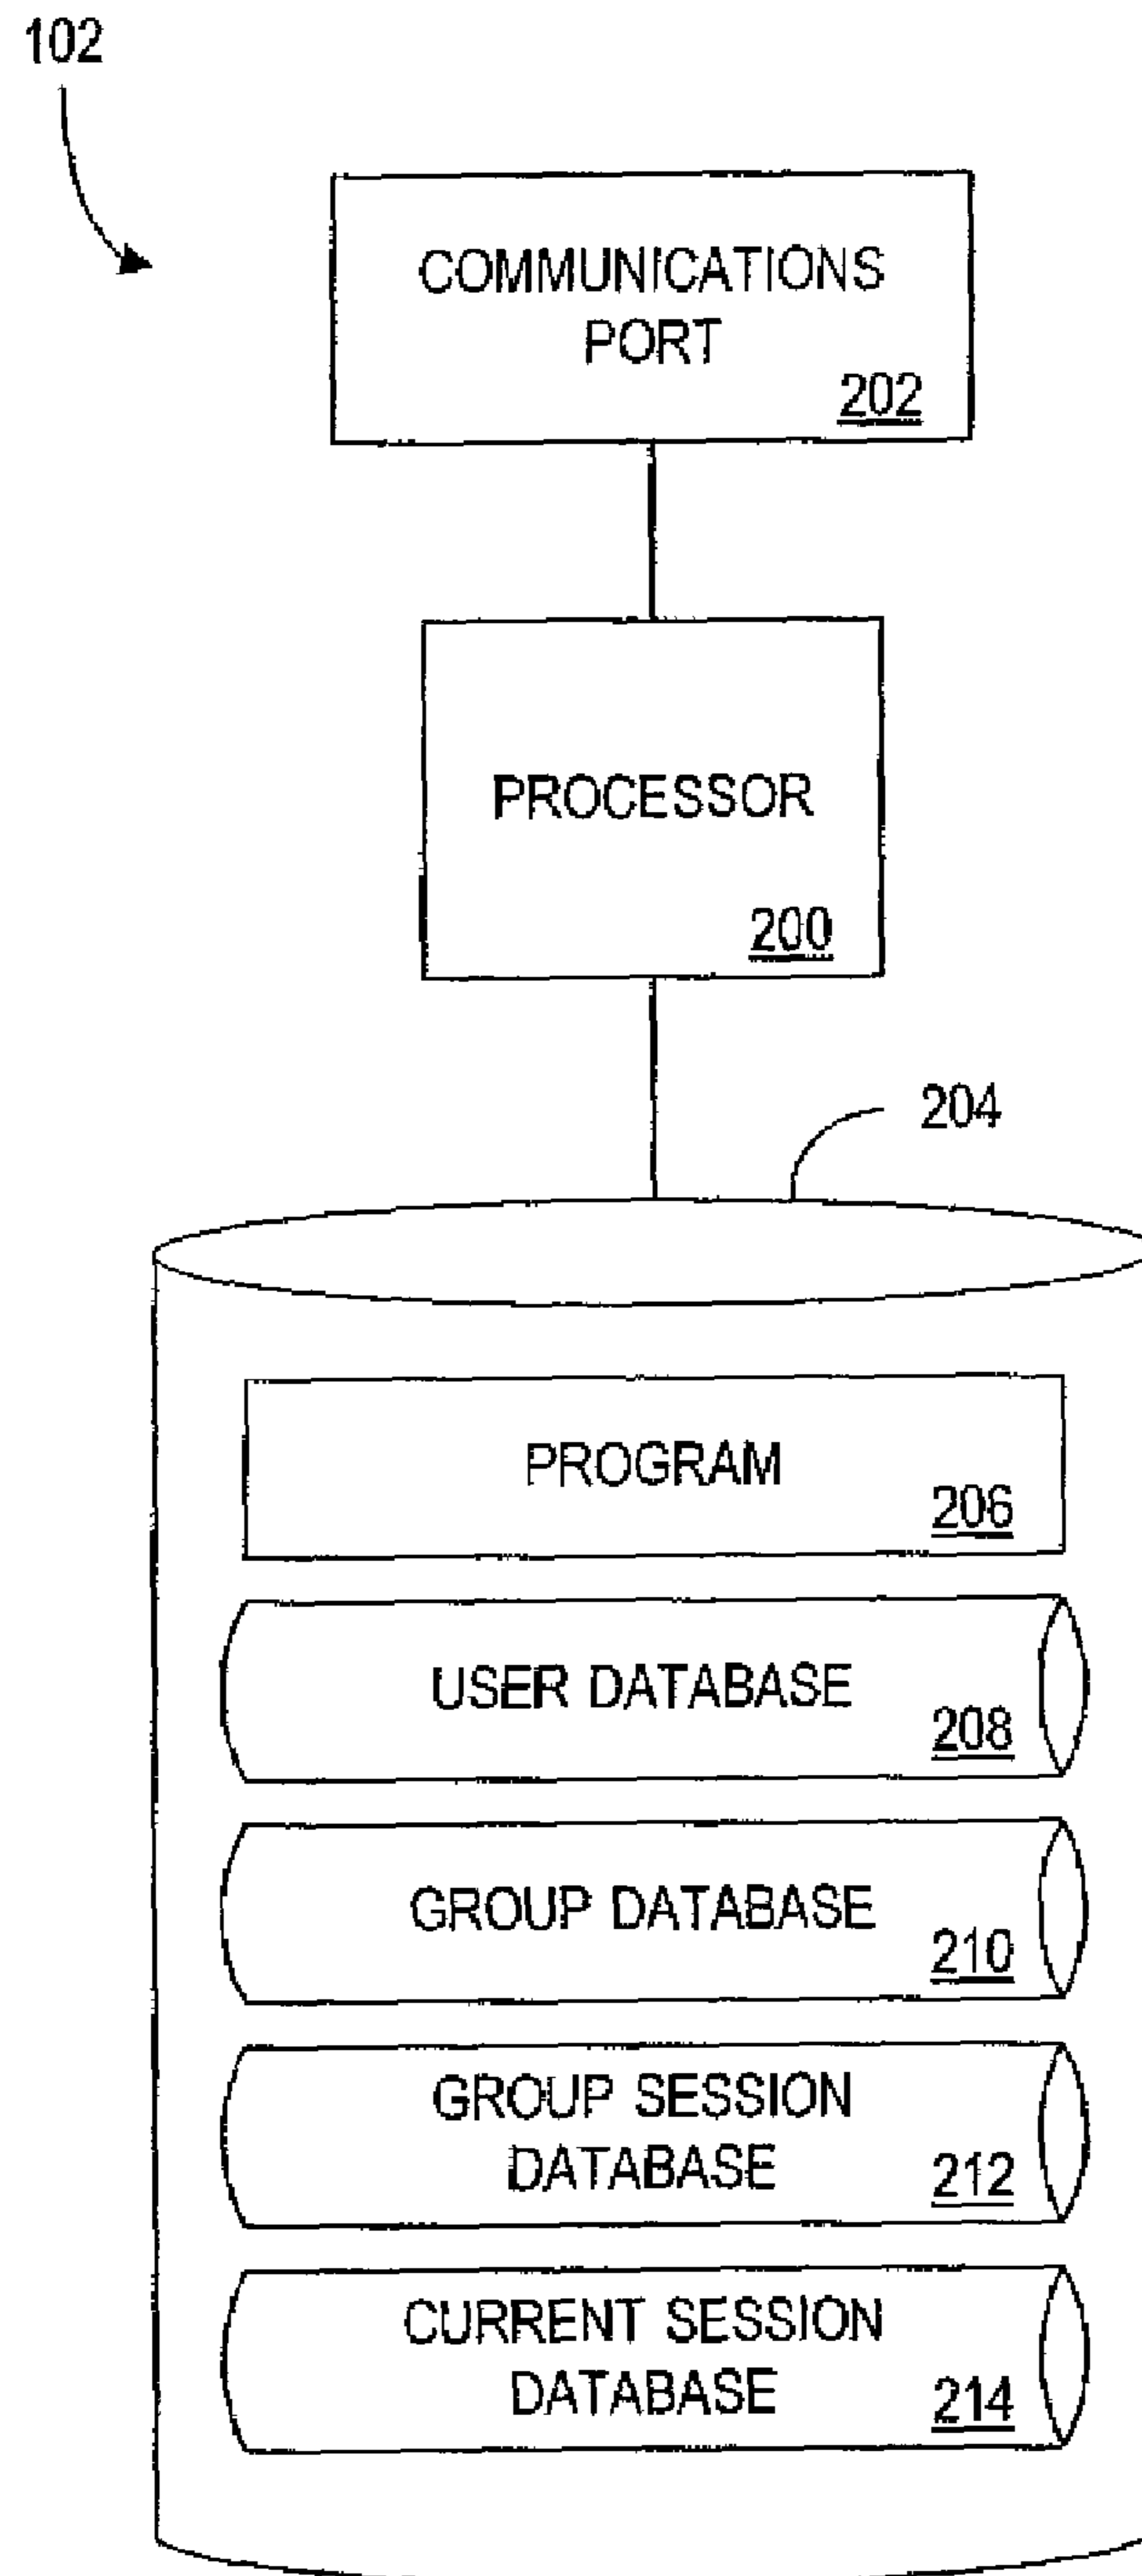 102
COMMUNICATIONS
PORT
202
PROCESSOR
200
204
PROGRAM
206
USER DATABASE
208
GROUP DATABASE
210
GROUP SESSION
DATABASE
212
CURRENT SESSION
DATABASE
214